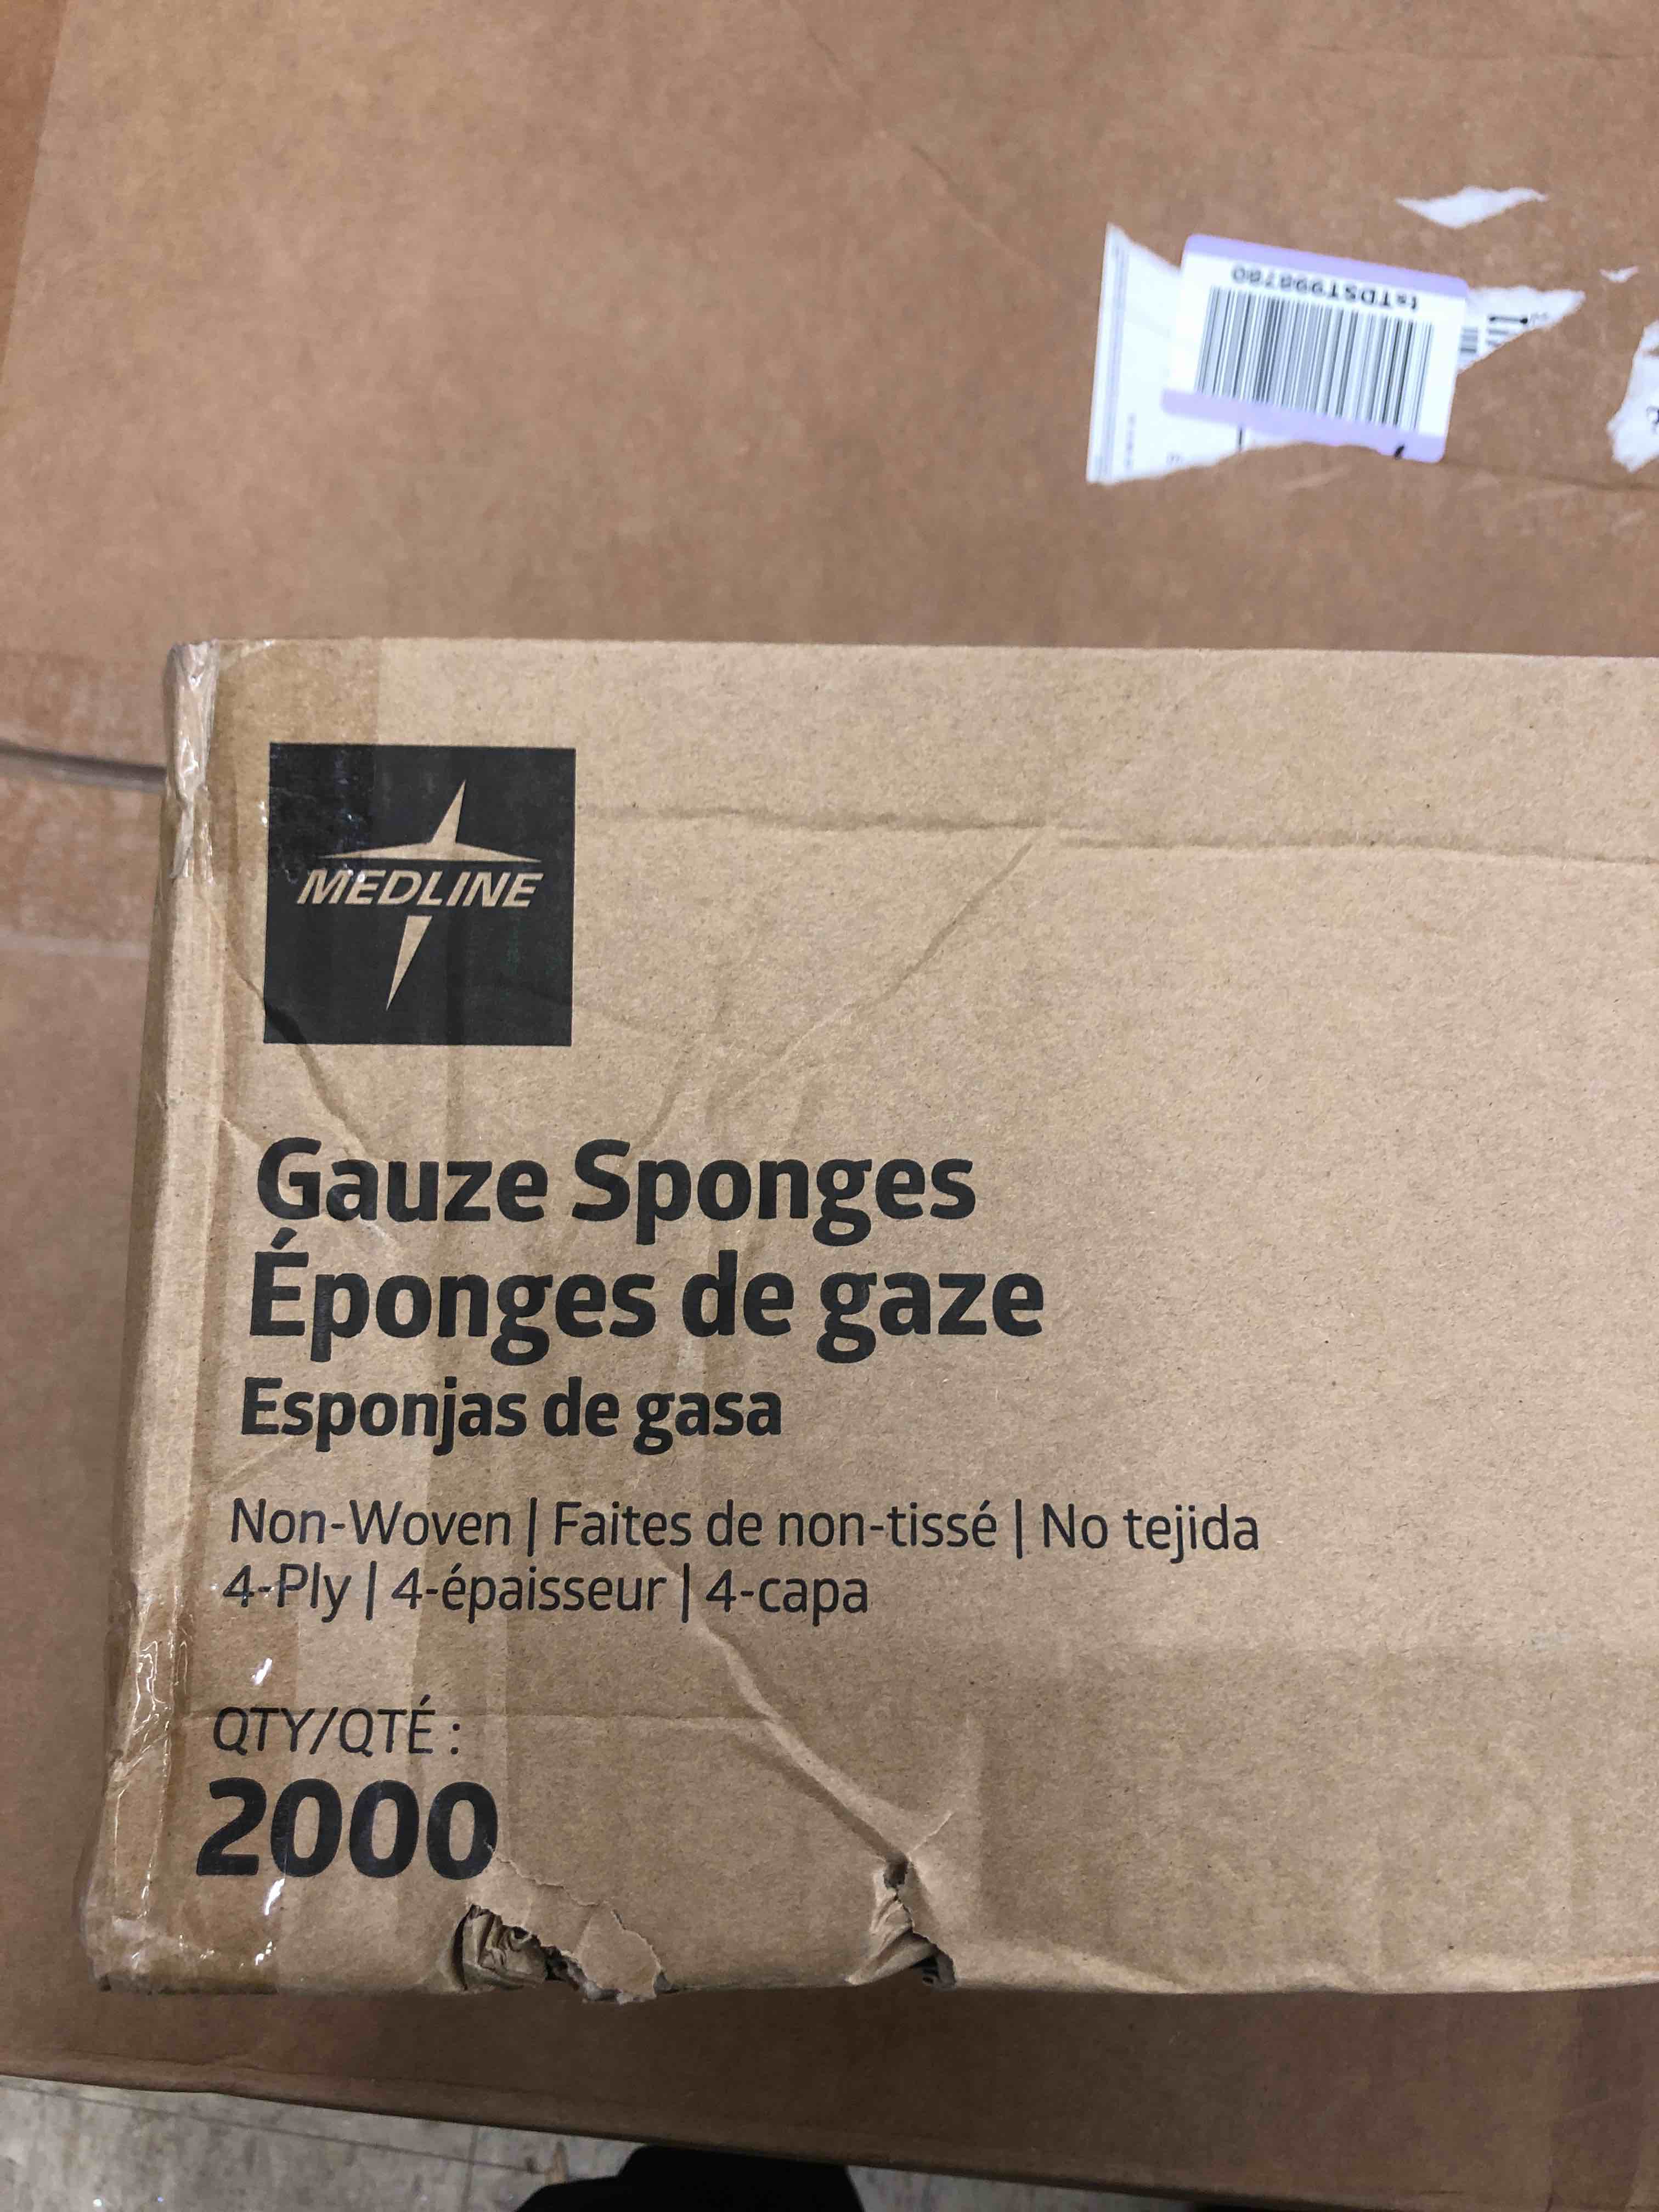 tsTDST998780
MEDLINE
Gauze Sponges
Éponges de gaze
Esponjas de gasa
Non-Woven | Faites de non-tissé | No tejida
4-Ply | 4-épaisseur | 4-capa
QTY/QTÉ :
2000